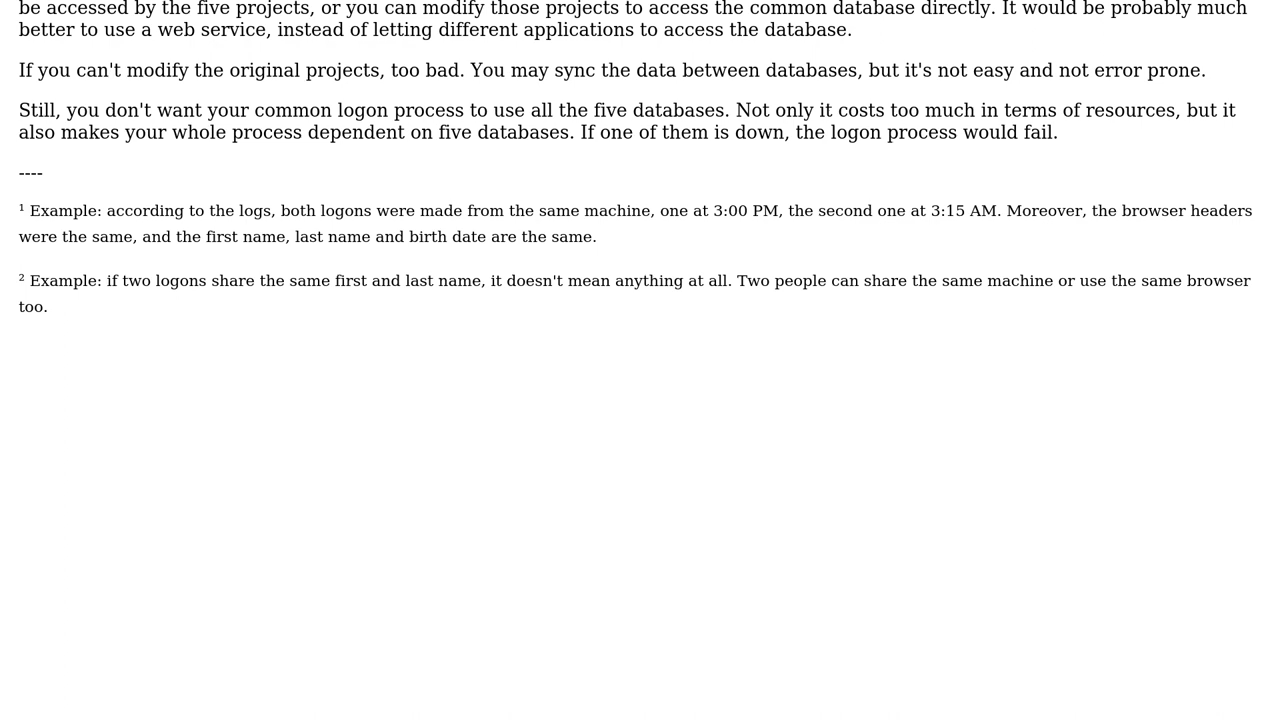 be accessed by the five projects, or you can modify those projects to access the common database directly. It would be probably much
better to use a web service, instead of letting different applications to access the database.
If you can't modify the original projects, too bad. You may sync the data between databases, but it's not easy and not error prone.
Still, you don't want your common logon process to use all the five databases. Not only it costs too much in terms of resources, but it
also makes your whole process dependent on five databases. If one of them is down, the logon process would fail.
----
¹ Example: according to the logs, both logons were made from the same machine, one at 3:00 PM, the second one at 3:15 AM. Moreover, the browser headers
were the same, and the first name, last name and birth date are the same.
² Example: if two logons share the same first and last name, it doesn't mean anything at all. Two people can share the same machine or use the same browser
too.